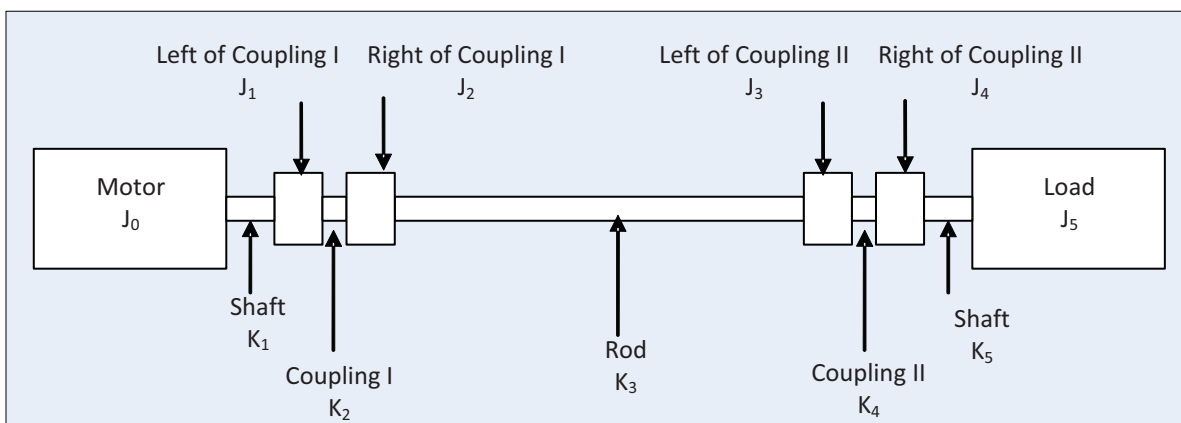 Left of Coupling I
J₁
Right of Coupling I
J₂
Left of Coupling II
J₃
Right of Coupling II
J₄
Motor
J₀
Load
J₅
Shaft
K₁
Coupling I
K₂
Rod
K₃
Coupling II
K₄
Shaft
K₅